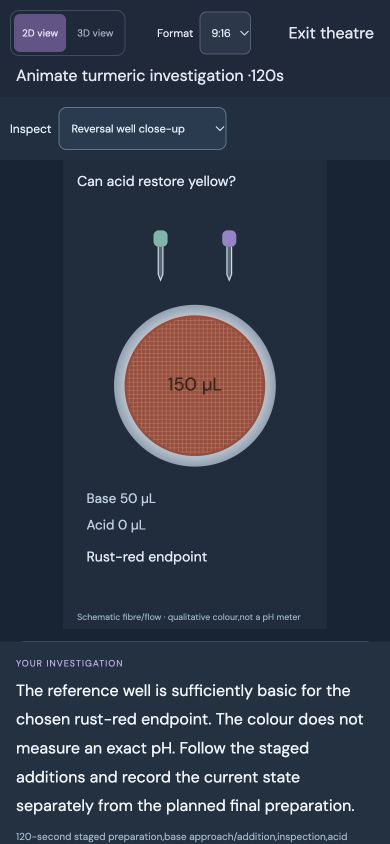 2D view 3D view Format 9:16 Exit theatre
Animate turmeric investigation ·120s
Inspect Reversal well close-up
Can acid restore yellow?
150 µL
Base 50 µL
Acid 0 µL
Rust-red endpoint
Schematic fibre/flow · qualitative colour,not a pH meter
YOUR INVESTIGATION
The reference well is sufficiently basic for the
chosen rust-red endpoint. The colour does not
measure an exact pH. Follow the staged
additions and record the current state
separately from the planned final preparation.
120-second staged preparation,base approach/addition,inspection,acid